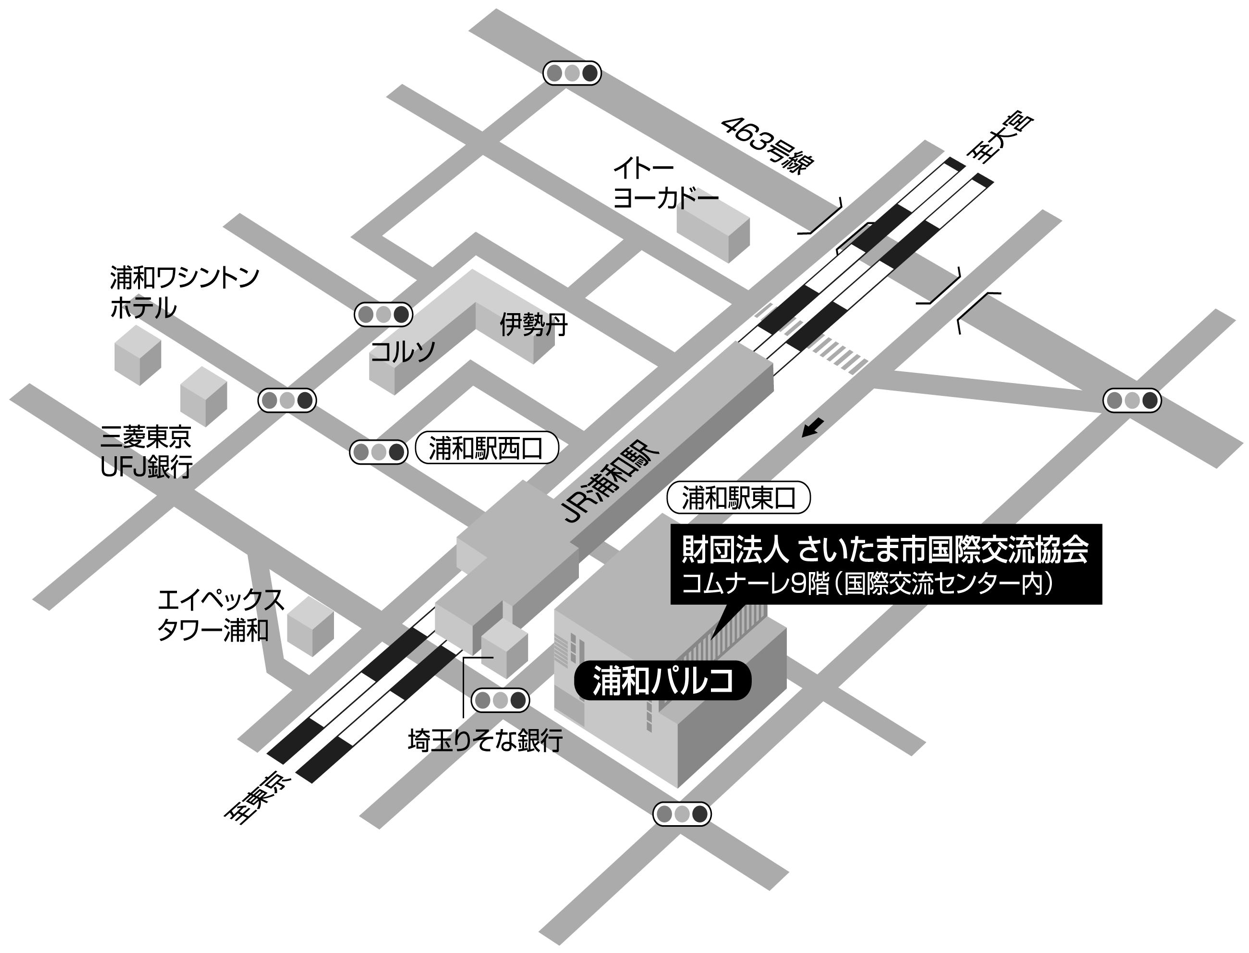 463号線
至大宮
イトー
ヨーカドー
浦和ワシントン
ホテル
伊勢丹
コルソ
三菱東京
UFJ銀行
浦和駅西口
JR浦和駅
浦和駅東口
財団法人 さいたま市国際交流協会
コムナーレ9階（国際交流センター内）
エイペックス
タワー浦和
浦和パルコ
埼玉りそな銀行
至東京